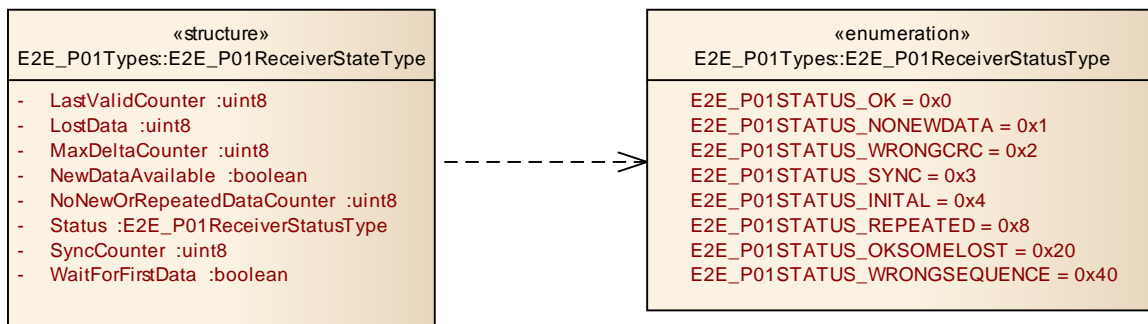 «structure»
E2E_P01Types::E2E_P01ReceiverStateType
- LastValidCounter :uint8
- LostData :uint8
- MaxDeltaCounter :uint8
- NewDataAvailable :boolean
- NoNewOrRepeatedDataCounter :uint8
- Status :E2E_P01ReceiverStatusType
- SyncCounter :uint8
- WaitForFirstData :boolean
«enumeration»
E2E_P01Types::E2E_P01ReceiverStatusType
E2E_P01STATUS_OK = 0x0
E2E_P01STATUS_NONEWDATA = 0x1
E2E_P01STATUS_WRONGCRC = 0x2
E2E_P01STATUS_SYNC = 0x3
E2E_P01STATUS_INITAL = 0x4
E2E_P01STATUS_REPEATED = 0x8
E2E_P01STATUS_OKSOMELOST = 0x20
E2E_P01STATUS_WRONGSEQUENCE = 0x40